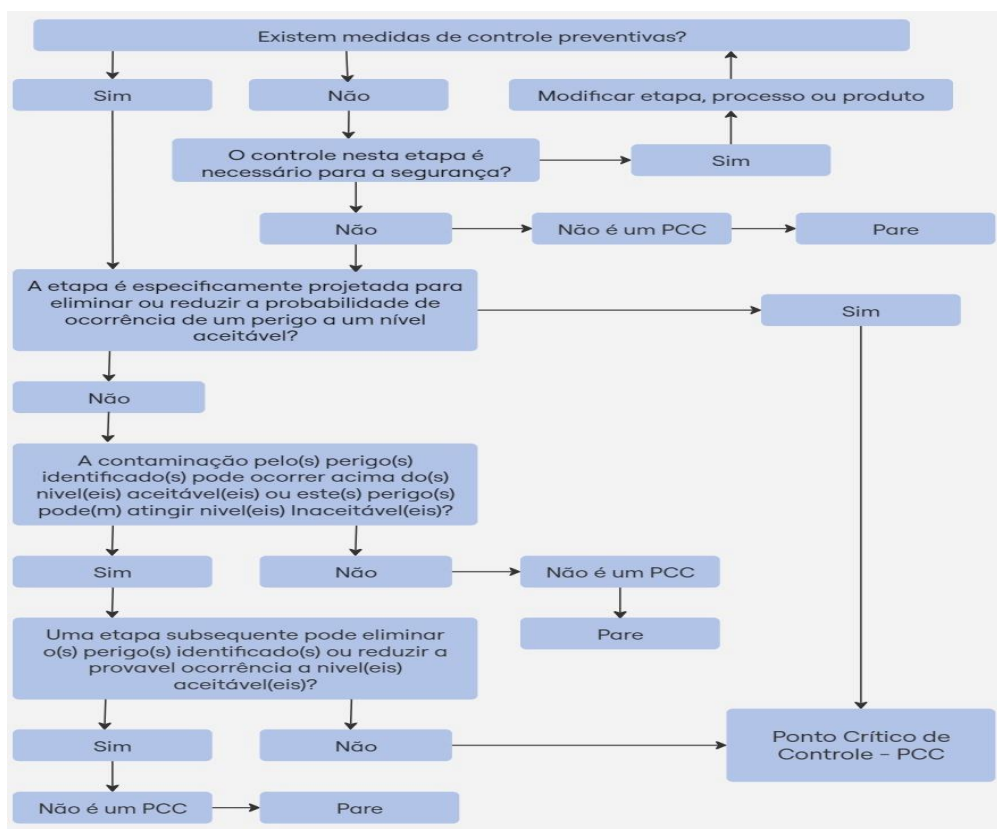 Existem medidas de controle preventivas?
Sim
Não
Modificar etapa, processo ou produto
O controle nesta etapa é
necessário para a segurança?
Sim
Não
Não é um PCC
Pare
A etapa é especificamente projetada para
eliminar ou reduzir a probabilidade de
ocorrência de um perigo a um nível
aceitável?
Sim
Não
A contaminação pelo(s) perigo(s)
identificado(s) pode ocorrer acima do(s)
nivel(eis) aceitável(eis) ou este(s) perigo(s)
pode(m) atingir nivel(eis) Inaceitável(eis)?
Sim
Não
Não é um PCC
Pare
Uma etapa subsequente pode eliminar
o(s) perigo(s) identificado(s) ou reduzir a
provavel ocorrência a nivel(eis)
aceitável(eis)?
Sim
Não
Ponto Crítico de
Controle - PCC
Não é um PCC
Pare